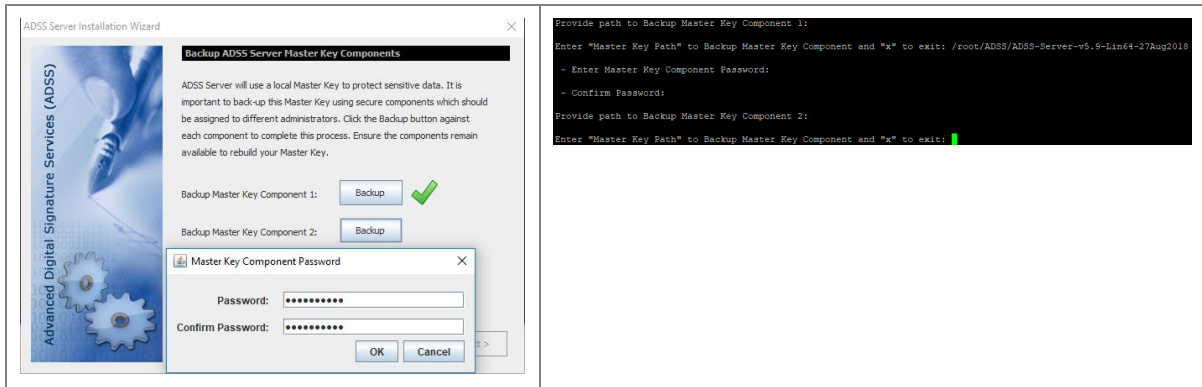 ADSS Server Installation Wizard
Advanced Digital Signature Services (ADSS)
Backup ADSS Server Master Key Components
ADSS Server will use a local Master Key to protect sensitive data. It is
important to back-up this Master Key using secure components which should
be assigned to different administrators. Click the Backup button against
each component to complete this process. Ensure the components remain
available to rebuild your Master Key.
Backup Master Key Component 1:
Backup
Backup Master Key Component 2:
Backup
Master Key Component Password
Password:
Confirm Password:
OK
Cancel
Provide path to Backup Master Key Component 1:
Enter "Master Key Path" to Backup Master Key Component and "x" to exit: /root/ADSS/ADSS-Server-v5.9-Lin64-27Aug2018
- Enter Master Key Component Password:
- Confirm Password:
Provide path to Backup Master Key Component 2:
Enter "Master Key Path" to Backup Master Key Component and "x" to exit: